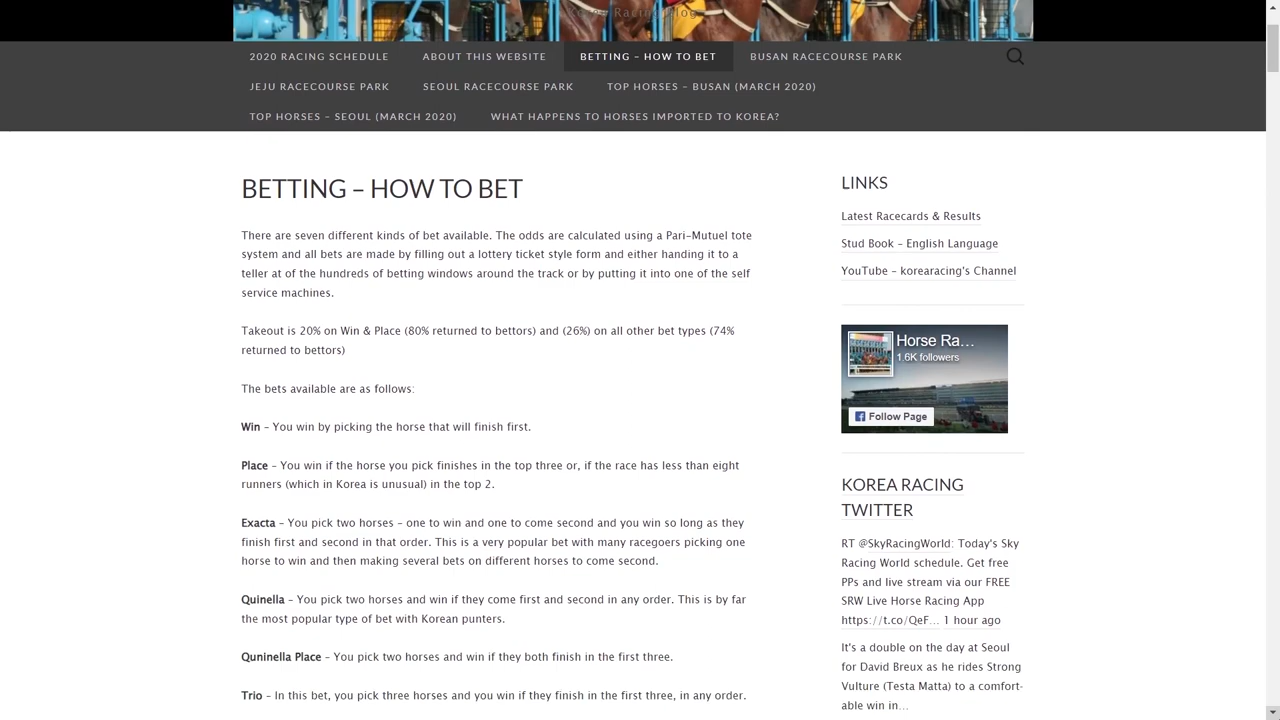 Korea Racing Blog
2020 RACING SCHEDULE
ABOUT THIS WEBSITE
BETTING – HOW TO BET
BUSAN RACECOURSE PARK
JEJU RACECOURSE PARK
SEOUL RACECOURSE PARK
TOP HORSES – BUSAN (MARCH 2020)
TOP HORSES – SEOUL (MARCH 2020)
WHAT HAPPENS TO HORSES IMPORTED TO KOREA?
BETTING – HOW TO BET
There are seven different kinds of bet available. The odds are calculated using a Pari-Mutuel tote
system and all bets are made by filling out a lottery ticket style form and either handing it to a
teller at of the hundreds of betting windows around the track or by putting it into one of the self
service machines.
Takeout is 20% on Win & Place (80% returned to bettors) and (26%) on all other bet types (74%
returned to bettors)
The bets available are as follows:
Win – You win by picking the horse that will finish first.
Place – You win if the horse you pick finishes in the top three or, if the race has less than eight
runners (which in Korea is unusual) in the top 2.
Exacta – You pick two horses – one to win and one to come second and you win so long as they
finish first and second in that order. This is a very popular bet with many racegoers picking one
horse to win and then making several bets on different horses to come second.
Quinella – You pick two horses and win if they come first and second in any order. This is by far
the most popular type of bet with Korean punters.
Quninella Place – You pick two horses and win if they both finish in the first three.
Trio – In this bet, you pick three horses and you win if they finish in the first three, in any order.
LINKS
Latest Racecards & Results
Stud Book – English Language
YouTube – korearacing's Channel
Horse Ra...
1.6K followers
Follow Page
KOREA RACING
TWITTER
RT @SkyRacingWorld: Today's Sky
Racing World schedule. Get free
PPs and live stream via our FREE
SRW Live Horse Racing App
https://t.co/QeF… 1 hour ago
It's a double on the day at Seoul
for David Breux as he rides Strong
Vulture (Testa Matta) to a comfort-
able win in…